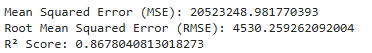 Mean Squared Error (MSE): 20523248.981770393
Root Mean Squared Error (RMSE): 4530.259262092004
R² Score: 0.8678040813018273